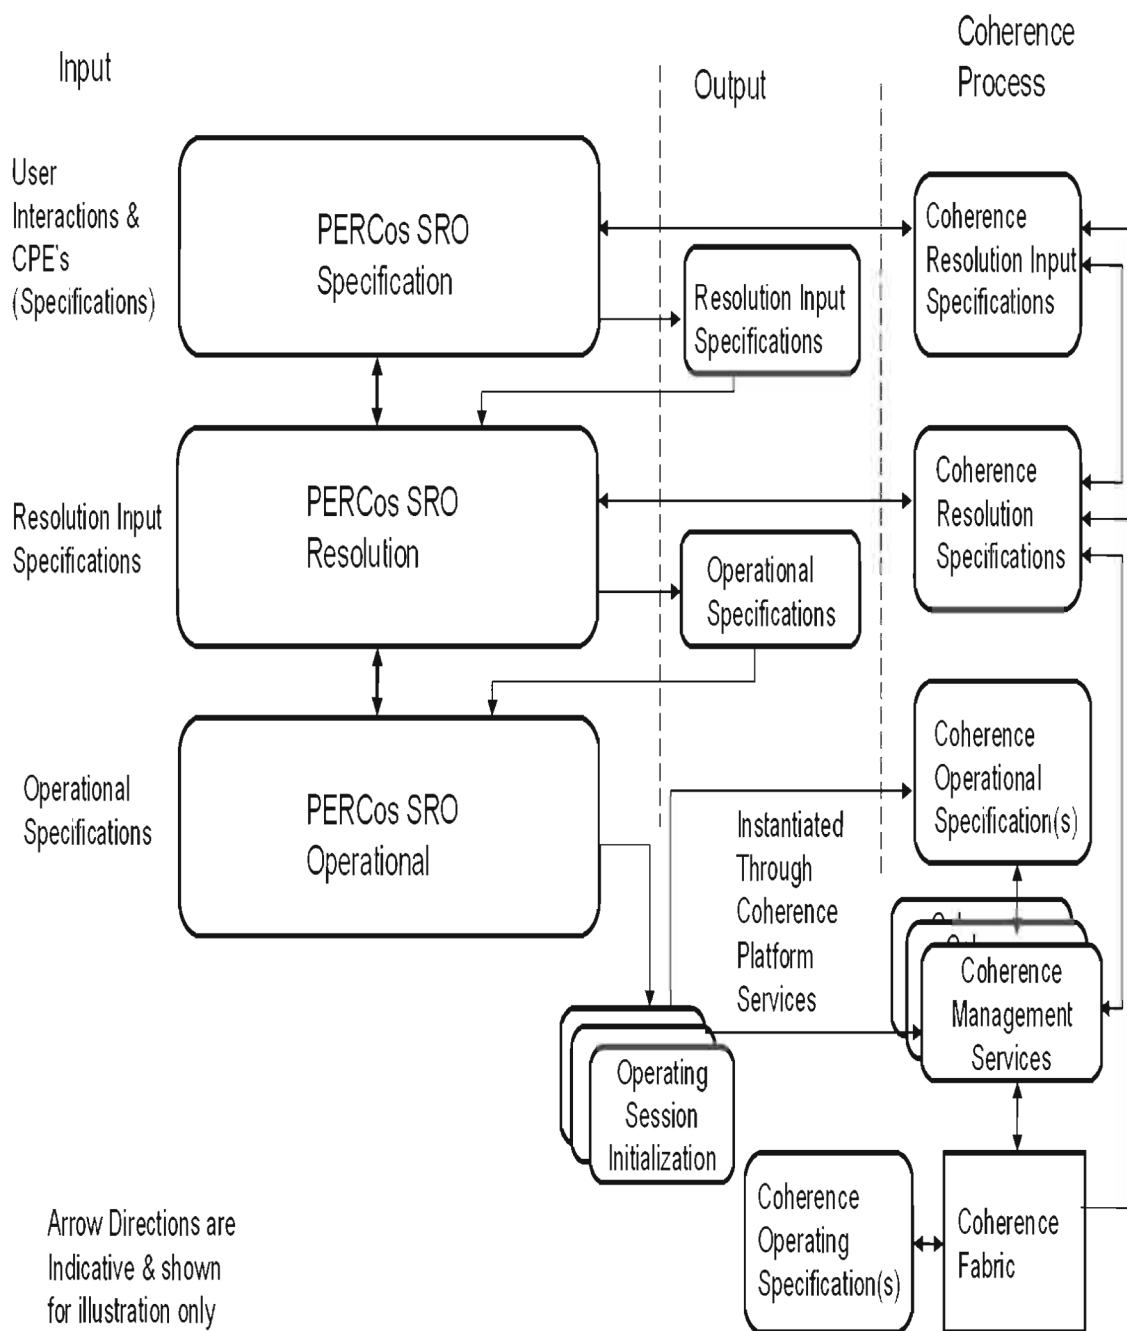 Input
Output
Coherence
Process
User
Interactions &
CPE's
(Specifications)
PERCos SRO
Specification
Resolution Input
Specifications
Coherence
Resolution Input
Specifications
Resolution Input
Specifications
PERCos SRO
Resolution
Operational
Specifications
Coherence
Resolution
Specifications
Operational
Specifications
PERCos SRO
Operational
Instantiated
Through
Coherence
Platform
Services
Coherence
Operational
Specification(s)
Coherence
Management
Services
Operating
Session
Initialization
Coherence
Operating
Specification(s)
Coherence
Fabric
Arrow Directions are
Indicative & shown
for illustration only